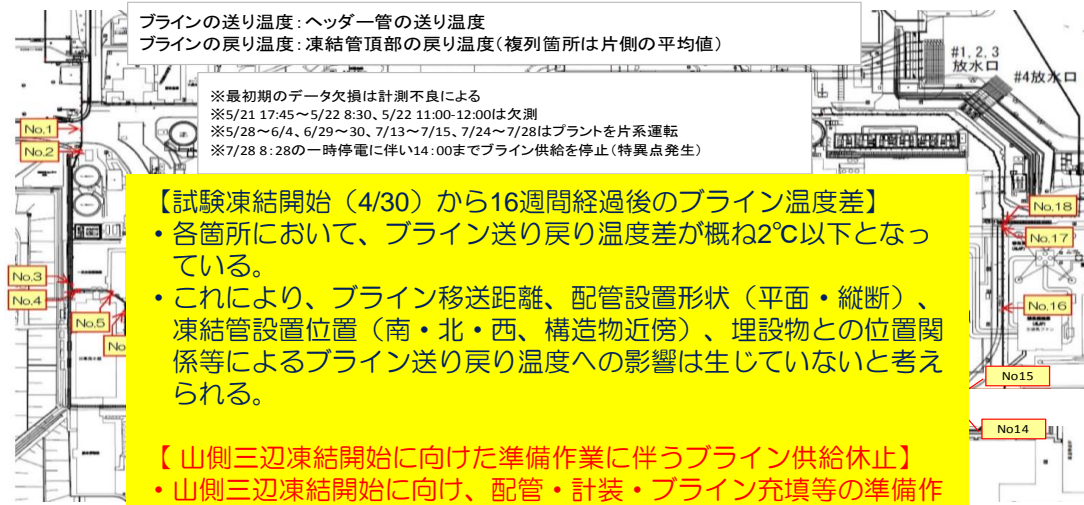 ブラインの送り温度：ヘッダー管の送り温度
ブラインの戻り温度：凍結管頂部の戻り温度（複列箇所は片側の平均値）
※最初期のデータ欠損は計測不良による
※5/21 17:45～5/22 8:30、5/22 11:00-12:00は欠測
※5/28～6/4、6/29～30、7/13～7/15、7/24～7/28はプラントを片系運転
※7/28 8：28の一時停電に伴い14：00までブライン供給を停止（特異点発生）
#1, 2, 3
放水口
#4放水口
No.1
No.2
No.3
No.4
No.5
No
【試験凍結開始（4/30）から16週間経過後のブライン温度差】
・各箇所において、ブライン送り戻り温度差が概ね2℃以下となっ
ている。
・これにより、ブライン移送距離、配管設置形状（平面・縦断）、
凍結管設置位置（南・北・西、構造物近傍）、埋設物との位置関
係等によるブライン送り戻り温度への影響は生じていないと考え
られる。
【 山側三辺凍結開始に向けた準備作業に伴うブライン供給休止】
・山側三辺凍結開始に向け、配管・計装・ブライン充填等の準備作
No.18
No.17
No.16
No15
No14